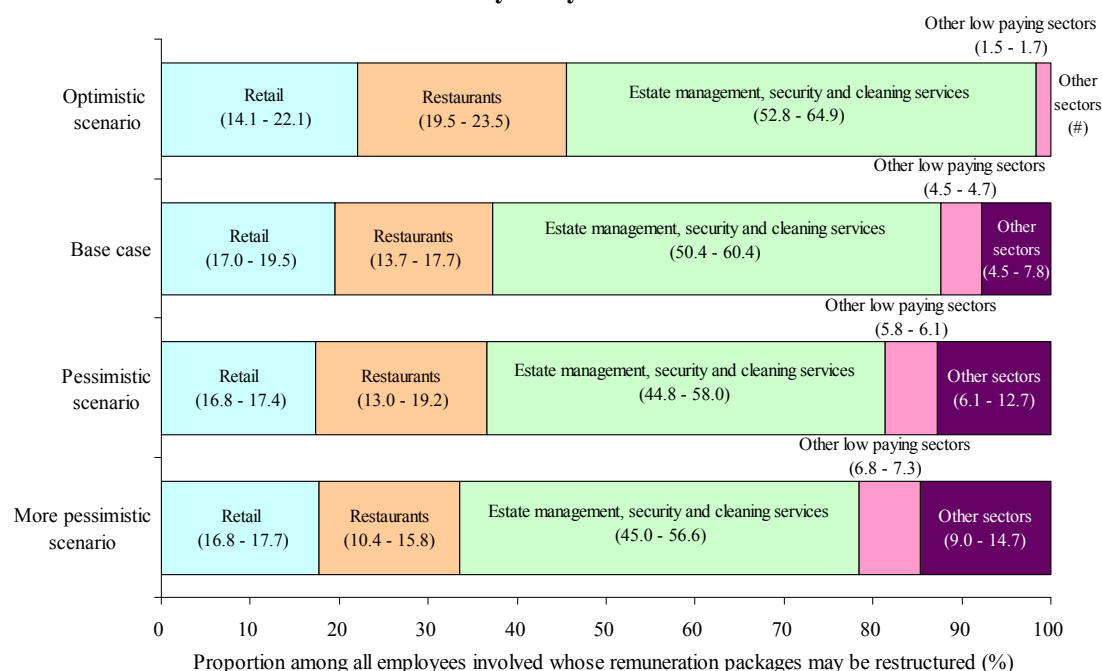 Other low paying sectors
(1.5 - 1.7)
Optimistic
scenario
Retail
(14.1 - 22.1)
Restaurants
(19.5 - 23.5)
Estate management, security and cleaning services
(52.8 - 64.9)
Other
sectors
(#)
Other low paying sectors
(4.5 - 4.7)
Base case
Retail
(17.0 - 19.5)
Restaurants
(13.7 - 17.7)
Estate management, security and cleaning services
(50.4 - 60.4)
Other
sectors
(4.5 - 7.8)
Other low paying sectors
(5.8 - 6.1)
Pessimistic
scenario
Retail
(16.8 - 17.4)
Restaurants
(13.0 - 19.2)
Estate management, security and cleaning services
(44.8 - 58.0)
Other sectors
(6.1 - 12.7)
Other low paying sectors
(6.8 - 7.3)
More pessimistic
scenario
Retail
(16.8 - 17.7)
Restaurants
(10.4 - 15.8)
Estate management, security and cleaning services
(45.0 - 56.6)
Other sectors
(9.0 - 14.7)
0 10 20 30 40 50 60 70 80 90 100
Proportion among all employees involved whose remuneration packages may be restructured (%)